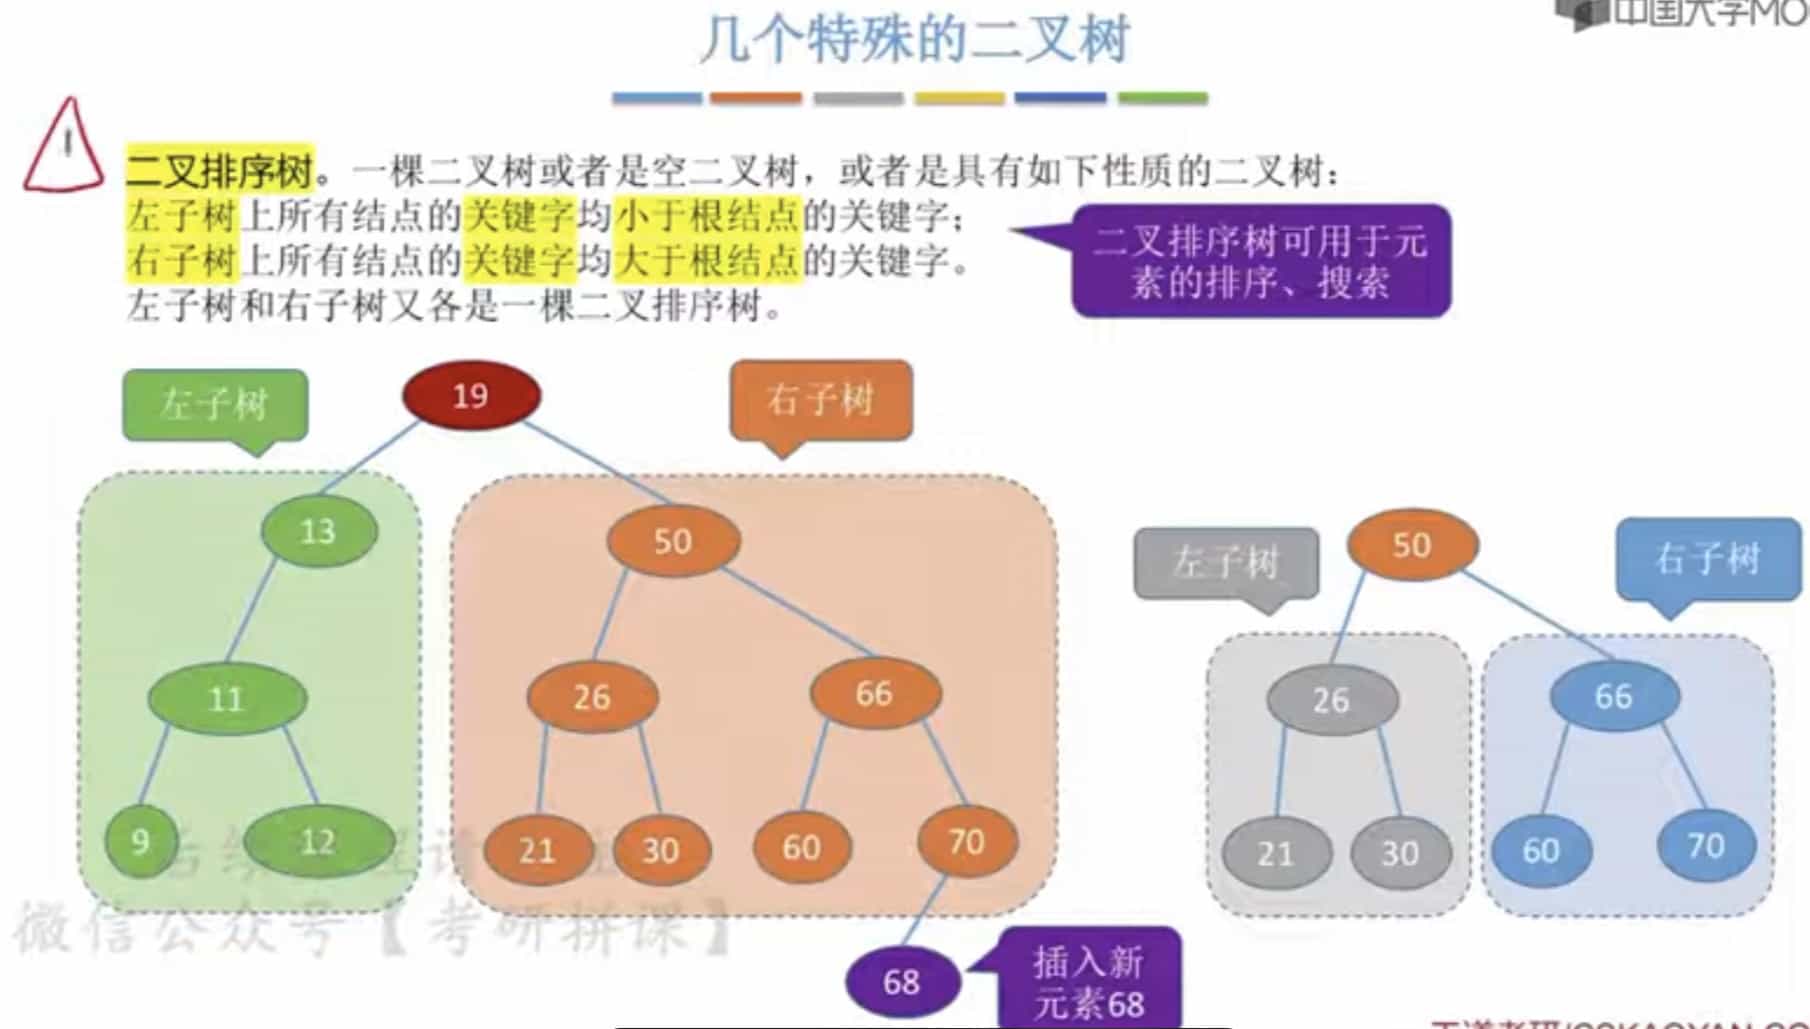 中国大学MO
几个特殊的二叉树
二叉排序树。一棵二叉树或者是空二叉树，或者是具有如下性质的二叉树：
左子树上所有结点的关键字均小于根结点的关键字；
右子树上所有结点的关键字均大于根结点的关键字。
左子树和右子树又各是一棵二叉排序树。
二叉排序树可用于元
素的排序、搜索
左子树
19
右子树
13
50
11
26
66
9
12
21
30
60
70
68
插入新
元素68
左子树
50
右子树
26
66
21
30
60
70
微信公众号【考研拼课】